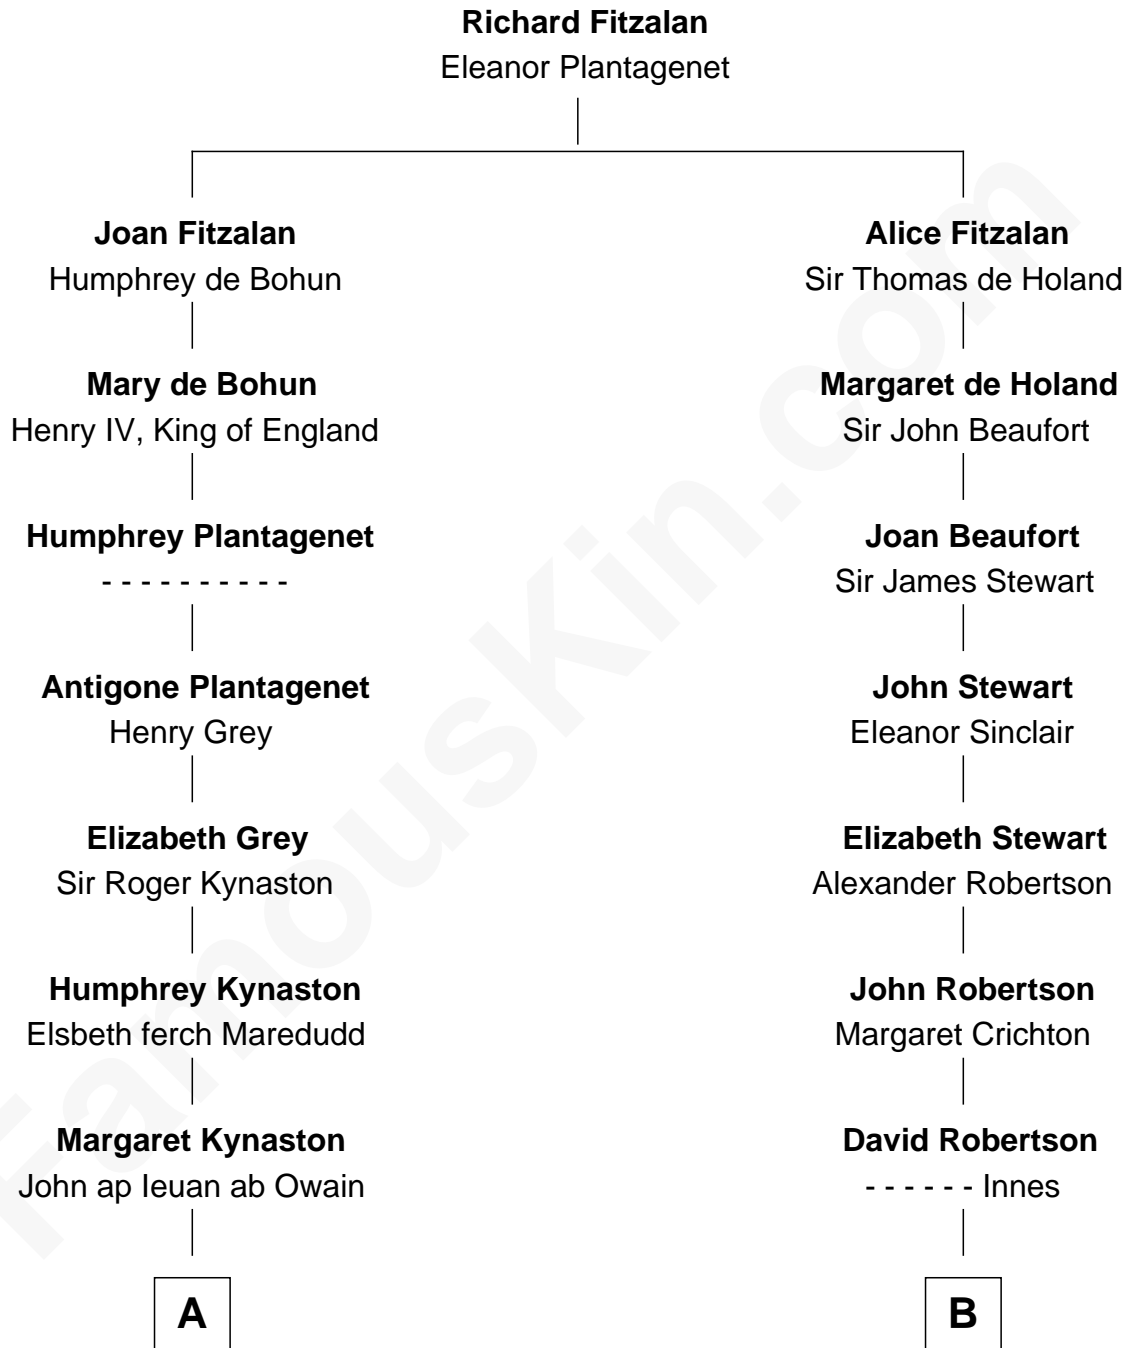 Richard Fitzalan
Eleanor Plantagenet
Joan Fitzalan
Humphrey de Bohun
Alice Fitzalan
Sir Thomas de Holand
Mary de Bohun
Henry IV, King of England
Margaret de Holand
Sir John Beaufort
Humphrey Plantagenet
- - - - - - - - - -
Joan Beaufort
Sir James Stewart
Antigone Plantagenet
Henry Grey
John Stewart
Eleanor Sinclair
Elizabeth Grey
Sir Roger Kynaston
Elizabeth Stewart
Alexander Robertson
Humphrey Kynaston
Elsbeth ferch Maredudd
John Robertson
Margaret Crichton
Margaret Kynaston
John ap Ieuan ab Owain
David Robertson
- - - - - - Innes
A
B
FamousKin.com